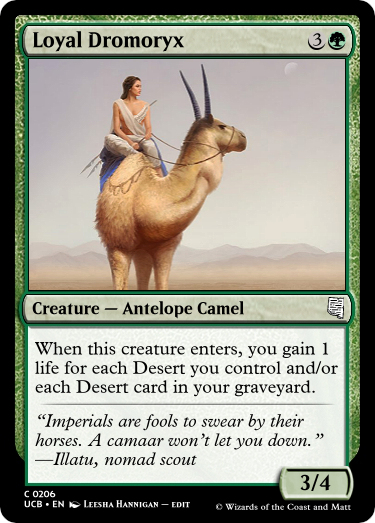 Loyal Dromoryx 3
Creature — Antelope Camel
When this creature enters, you gain 1
life for each Desert you control and/or
each Desert card in your graveyard.
“Imperials are fools to swear by their
horses. A camaar won’t let you down.”
—Illatu, nomad scout
3/4
C 0206
UCB • EN Leesha Hannigan — edit
© Wizards of the Coast and Matt